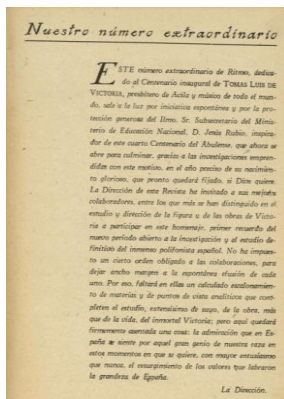 Nuestro número extraordinario
ESTE número extraordinario de Ritmo, dedica-
do al Centenario inaugural de TOMAS LUIS DE
VICTORIA, presbítero de Avila y músico de todo el mun-
do, sale a la luz por iniciativa espontánea y por la pro-
tección generosa del Ilmo. Sr. Subsecretario del Minis-
terio de Educación Nacional, D. Jesús Rubio, inspira-
dor de este cuarto Centenario del Abulense, que ahora se
abre para culminar, gracias a las investigaciones empren-
didas con este motivo, en el año preciso de su nacimien-
to glorioso, que pronto quedará fijado, si Dios quiere.
La Dirección de esta Revista ha invitado a sus mejores
colaboradores, entre los que más se han distinguido en el
estudio y dirección de la figura y de las obras de Victo-
ria a participar en este homenaje, primer recuerdo del
nuevo período abierto a la investigación y al estudio de-
finitivo del inmenso polifonista español. No ha impues-
to un cierto orden obligado a las colaboraciones, para
dejar ancho margen a la espontánea efusión de cada
uno. Por eso, faltará en ellas un calculado escalonamien-
to de materias y de puntos de vista analíticos que com-
pleten el estudio, extensísimo de suyo, de la obra, más
que de la vida, del inmortal Victoria; pero aquí quedará
firmemente asentada una cosa: la admiración que en Es-
paña se siente por aquel gran genio de nuestra raza en
estos momentos en que se quiere, con mayor entusiasmo
que nunca, el resurgimiento de los valores que labraron
la grandeza de España.
La Dirección.